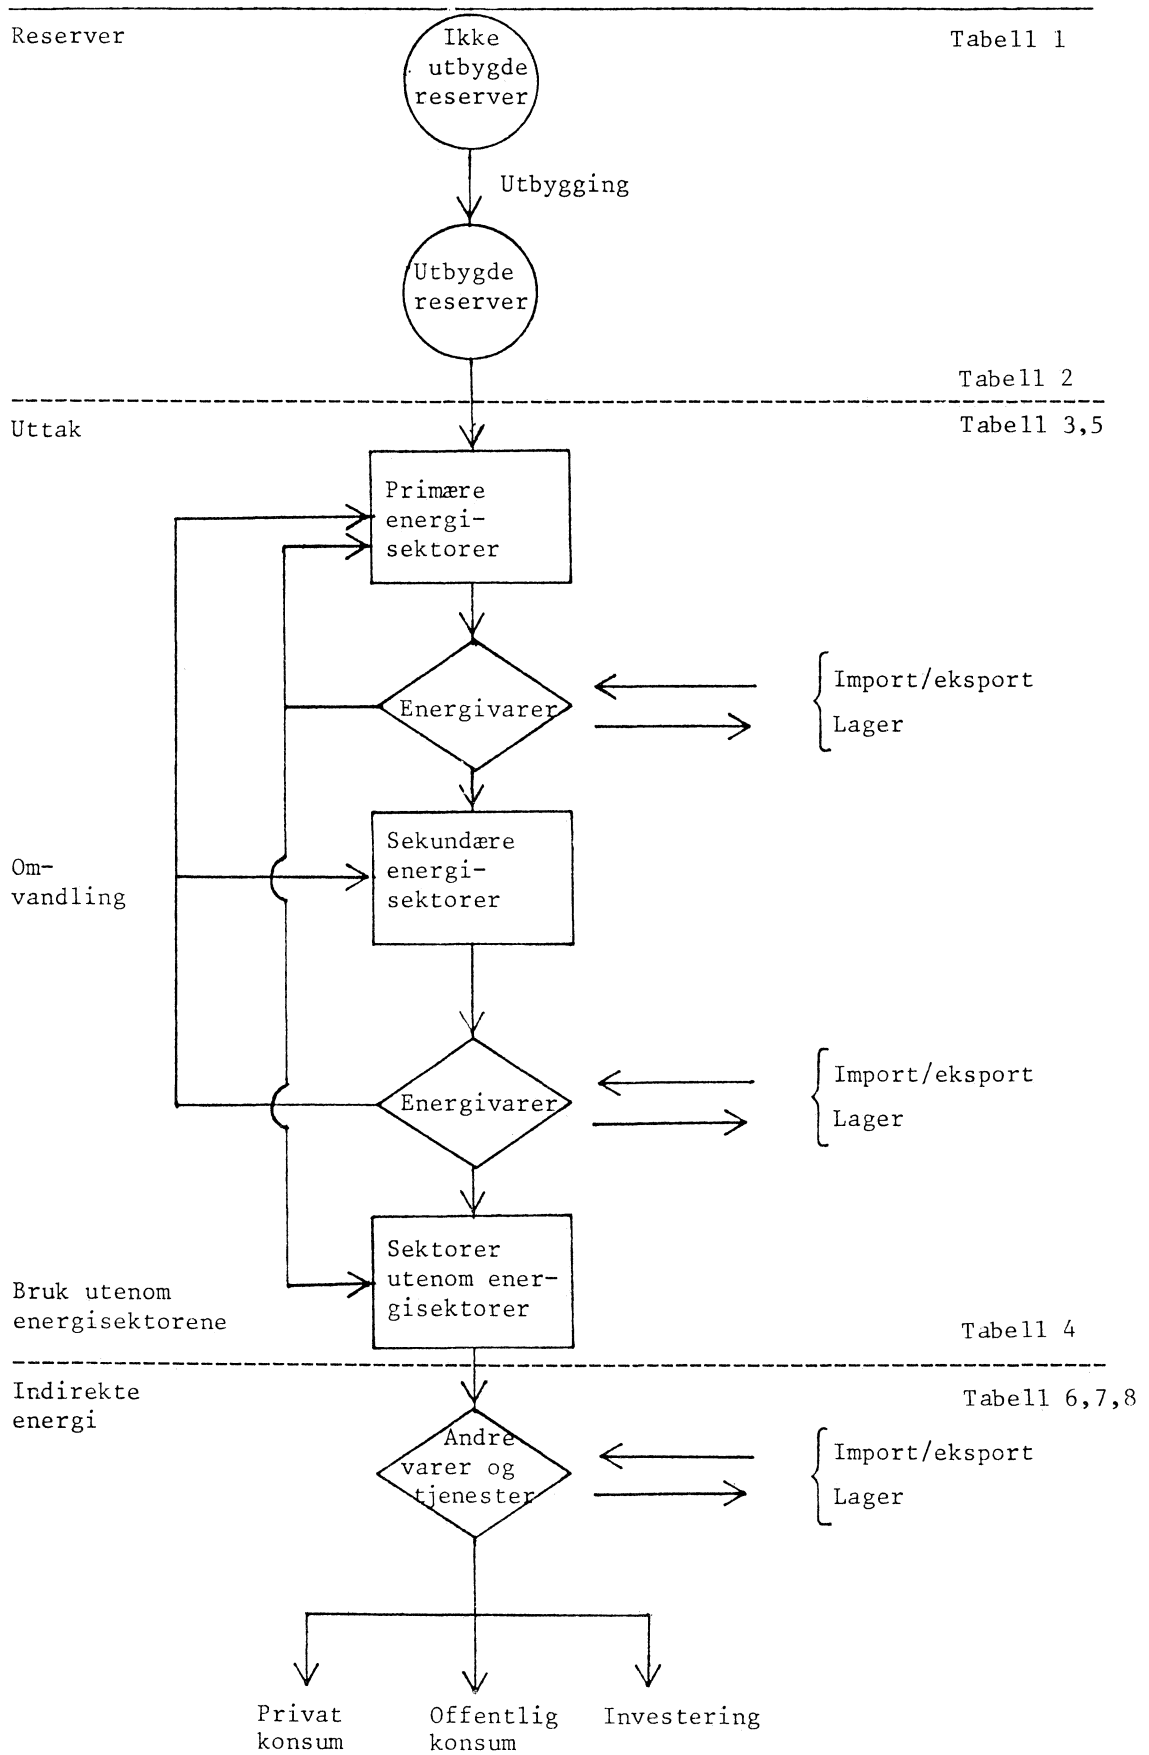 Reserver
Tabell 1
Ikke
utbygde
reserver
Utbygging
Utbygde
reserver
Tabell 2
Uttak
Tabell 3,5
Primære
energi-
sektorer
Energivarer
Import/eksport
Lager
Om-
vandling
Sekundære
energi-
sektorer
Energivarer
Import/eksport
Lager
Bruk utenom
energisektorene
Sektorer
utenom ener-
gisektorer
Tabell 4
Indirekte
energi
Tabell 6,7,8
Andre
varer og
tjenester
Import/eksport
Lager
Privat
konsum
Offentlig
konsum
Investering